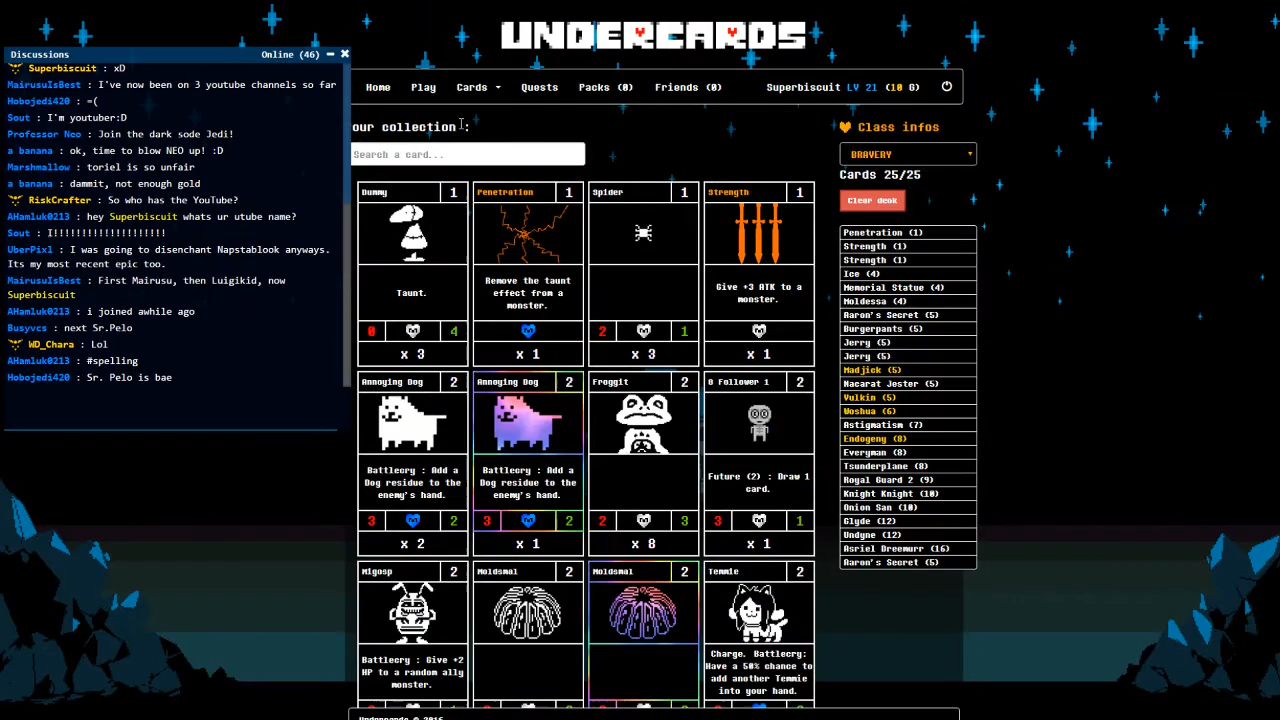 UNDERCARDS
Discussions Online (46)
Superbiscuit : xD
MairusuIsBest : I've now been on 3 youtube channels so far
Hobojedi420 : =(
Sout : I'm youtuber:D
Professor Neo : Join the dark sode Jedi!
a banana : ok, time to blow NEO up! :D
Marshmallow : toriel is so unfair
a banana : dammit, not enough gold
RiskCrafter : So who has the YouTube?
AHamluk0213 : hey Superbiscuit whats ur utube name?
Sout : I!!!!!!!!!!!!!!!!!!!!!
UberPixl : I was going to disenchant Napstablook anyways.
Its my most recent epic too.
MairusuIsBest : First Mairusu, then Luigikid, now
Superbiscuit
AHamluk0213 : i joined awhile ago
Busyvcs : next Sr.Pelo
WD_Chara : Lol
AHamluk0213 : #spelling
Hobojedi420 : Sr. Pelo is bae
Home Play Cards Quests Packs (0) Friends (0) Superbiscuit LV 21 (10 G)
our collection :
Search a card...
Dummy 1
Taunt.
0 4
x 3
Penetration 1
Remove the taunt
effect from a
monster.
x 1
Spider 1
2 1
x 3
Strength 1
Give +3 ATK to a
monster.
x 1
Annoying Dog 2
Battlecry : Add a
Dog residue to the
enemy's hand.
3 2
x 2
Annoying Dog 2
Battlecry : Add a
Dog residue to the
enemy's hand.
3 2
x 1
Froggit 2
2 3
x 8
G Follower 1 2
Future (2) : Draw 1
card.
3 1
x 1
Migosp 2
Battlecry : Give +2
HP to a random ally
monster.
Moldsmal 2
Moldsmal 2
Temmie 2
Charge. Battlecry:
Have a 50% chance to
add another Temmie
into your hand.
Undercards © 2016
Class infos
BRAVERY
Cards 25/25
Clear deck
Penetration (1)
Strength (1)
Strength (1)
Ice (4)
Memorial Statue (4)
Moldessa (4)
Aaron's Secret (5)
Burgerpants (5)
Jerry (5)
Jerry (5)
Madjick (5)
Nacarat Jester (5)
Vulkin (5)
Woshua (6)
Astigmatism (7)
Endogeny (8)
Everyman (8)
Tsunderplane (8)
Royal Guard 2 (9)
Knight Knight (10)
Onion San (10)
Glyde (12)
Undyne (12)
Asriel Dreemurr (16)
Aaron's Secret (5)